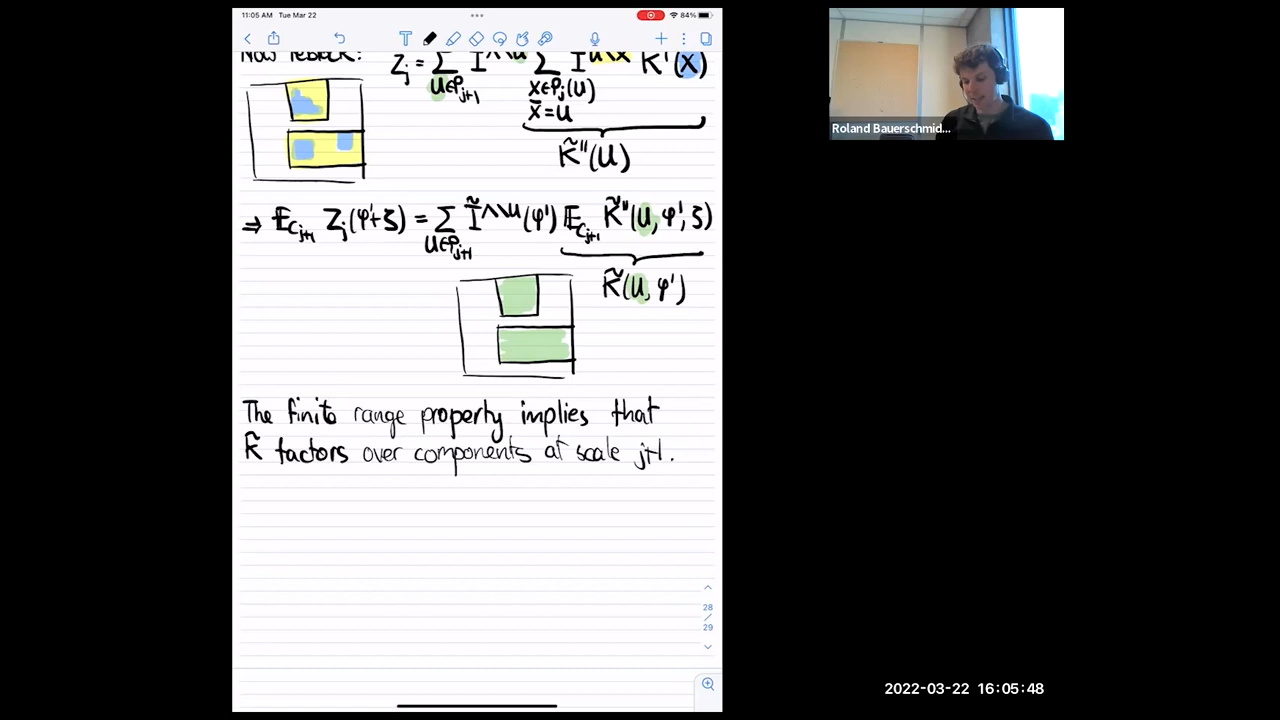 11:05 AM Tue Mar 22
84%
Now reblock:
Z_j = Σ_{U∈P_{j+1}} Ĩ^{Λ\U} Σ_{X∈P_j(U), X̄=U} Ĩ^{U\X} K̃'(X)
K̃''(U)
⇒ 𝔼_{C_{j+1}} Z_j(φ'+ζ) = Σ_{U∈P_{j+1}} Ĩ^{Λ\U}(φ') 𝔼_{C_{j+1}} K̃''(U, φ', ζ)
K̃(U, φ')
The finite range property implies that
K̃ factors over components at scale j+1.
28
/
29
Roland Bauerschmid...
2022-03-22 16:05:48